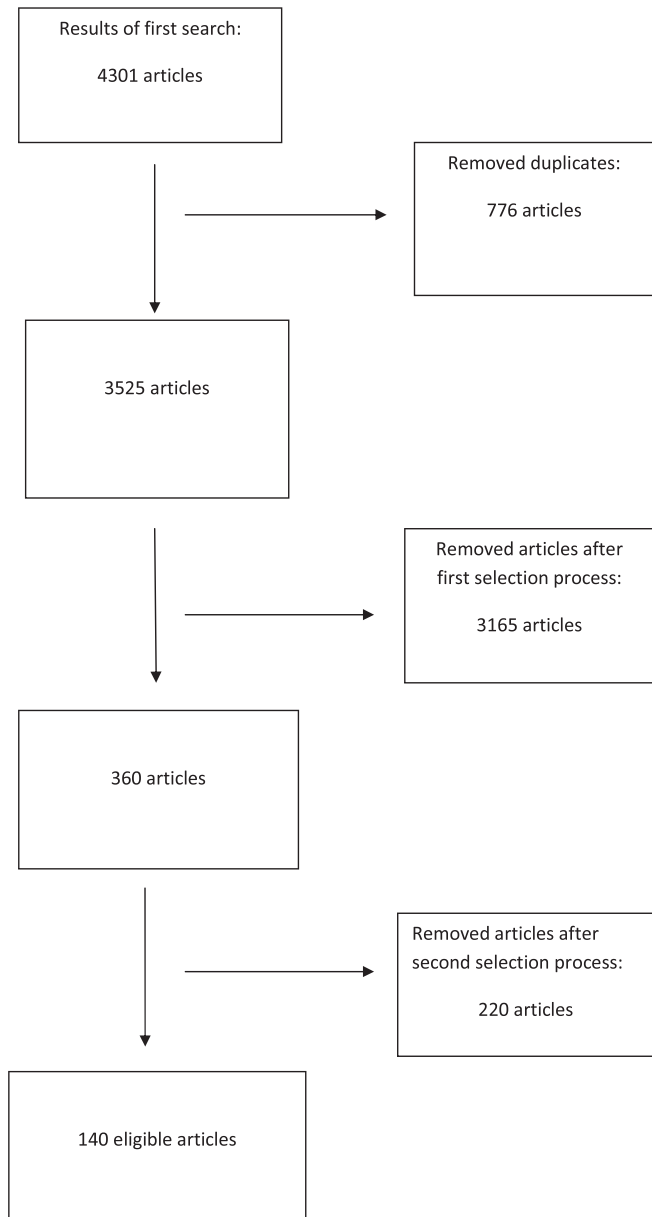 Results of first search:
4301 articles
Removed duplicates:
776 articles
3525 articles
Removed articles after
first selection process:
3165 articles
360 articles
Removed articles after
second selection process:
220 articles
140 eligible articles